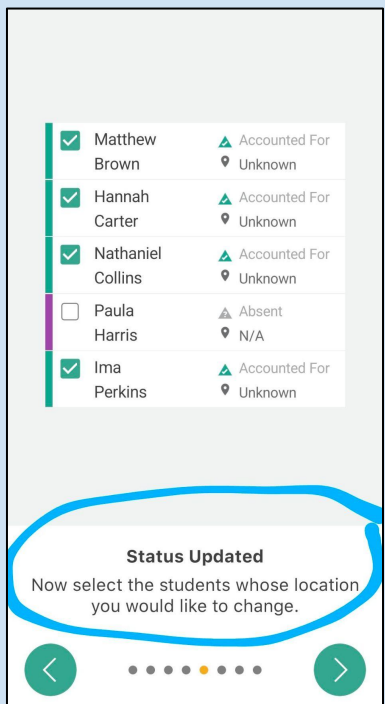 Matthew Accounted For
Brown Unknown
Hannah Accounted For
Carter Unknown
Nathaniel Accounted For
Collins Unknown
Paula Absent
Harris N/A
Ima Accounted For
Perkins Unknown
Status Updated
Now select the students whose location
you would like to change.